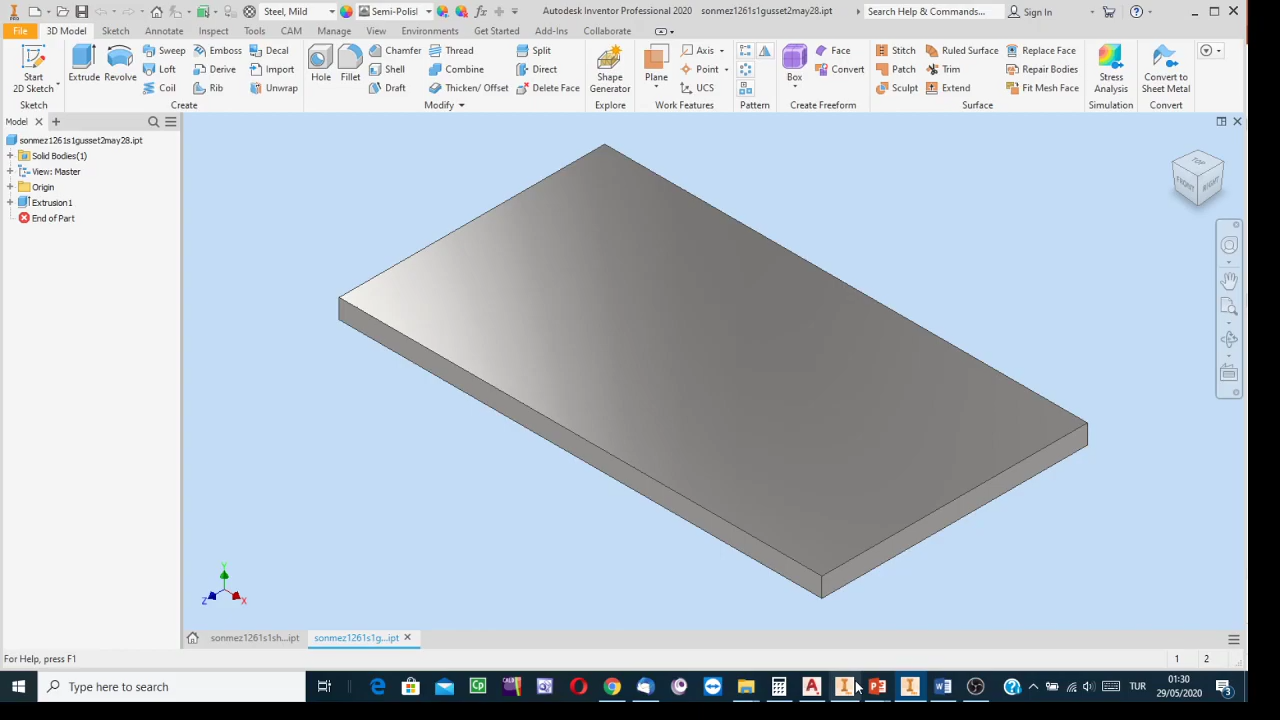 Steel, Mild
Semi-Polisl
Autodesk Inventor Professional 2020 sonmez1261s1gusset2may28.ipt
Search Help & Commands...
Sign In
File 3D Model Sketch Annotate Inspect Tools CAM Manage View Environments Get Started Add-Ins Collaborate
Start
2D Sketch
Extrude
Revolve
Sweep
Loft
Coil
Emboss
Derive
Rib
Decal
Import
Unwrap
Hole
Fillet
Chamfer
Shell
Draft
Thread
Combine
Thicken/ Offset
Split
Direct
Delete Face
Shape
Generator
Plane
Axis
Point
UCS
Box
Face
Convert
Stitch
Patch
Sculpt
Ruled Surface
Trim
Extend
Replace Face
Repair Bodies
Fit Mesh Face
Stress
Analysis
Convert to
Sheet Metal
Sketch Create Modify Explore Work Features Pattern Create Freeform Surface Simulation Convert
Model
sonmez1261s1gusset2may28.ipt
Solid Bodies(1)
View: Master
Origin
Extrusion1
End of Part
TOP
FRONT
RIGHT
Y
Z
X
sonmez1261s1sh...ipt
sonmez1261s1g...ipt
For Help, press F1
1 2
Type here to search
TUR
01:30
29/05/2020
3